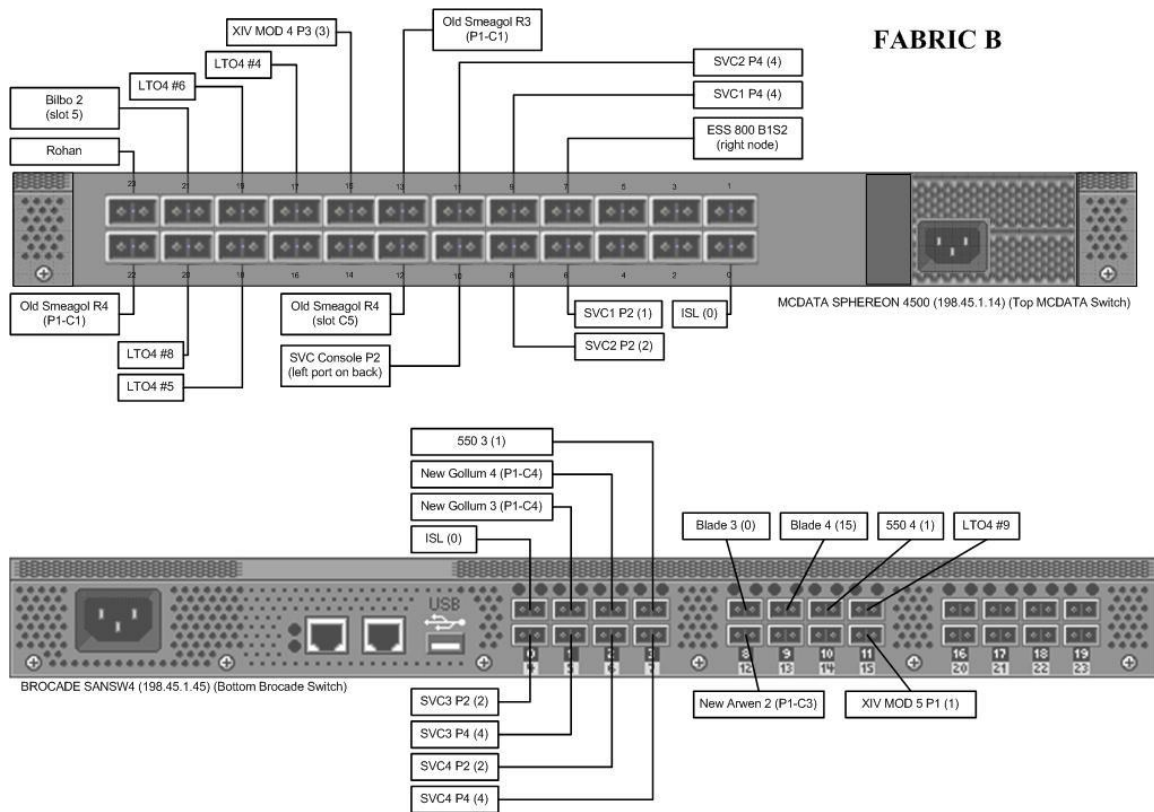 FABRIC B
Old Smeagol R3
(P1-C1)
XIV MOD 4 P3 (3)
LTO4 #4
LTO4 #6
Bilbo 2
(slot 5)
Rohan
SVC2 P4 (4)
SVC1 P4 (4)
ESS 800 B1S2
(right node)
23 21 19 17 15 13 11 9 7 5 3 1
22 20 18 16 14 12 10 8 6 4 2 0
Old Smeagol R4
(P1-C1)
LTO4 #8
LTO4 #5
Old Smeagol R4
(slot C5)
SVC Console P2
(left port on back)
SVC1 P2 (1)
SVC2 P2 (2)
ISL (0)
MCDATA SPHEREON 4500 (198.45.1.14) (Top MCDATA Switch)
550 3 (1)
New Gollum 4 (P1-C4)
New Gollum 3 (P1-C4)
ISL (0)
Blade 3 (0)
Blade 4 (15)
550 4 (1)
LTO4 #9
USB
0 1 2 3 8 9 10 11 16 17 18 19
4 5 6 7 12 13 14 15 20 21 22 23
BROCADE SANSW4 (198.45.1.45) (Bottom Brocade Switch)
SVC3 P2 (2)
SVC3 P4 (4)
SVC4 P2 (2)
SVC4 P4 (4)
New Arwen 2 (P1-C3)
XIV MOD 5 P1 (1)